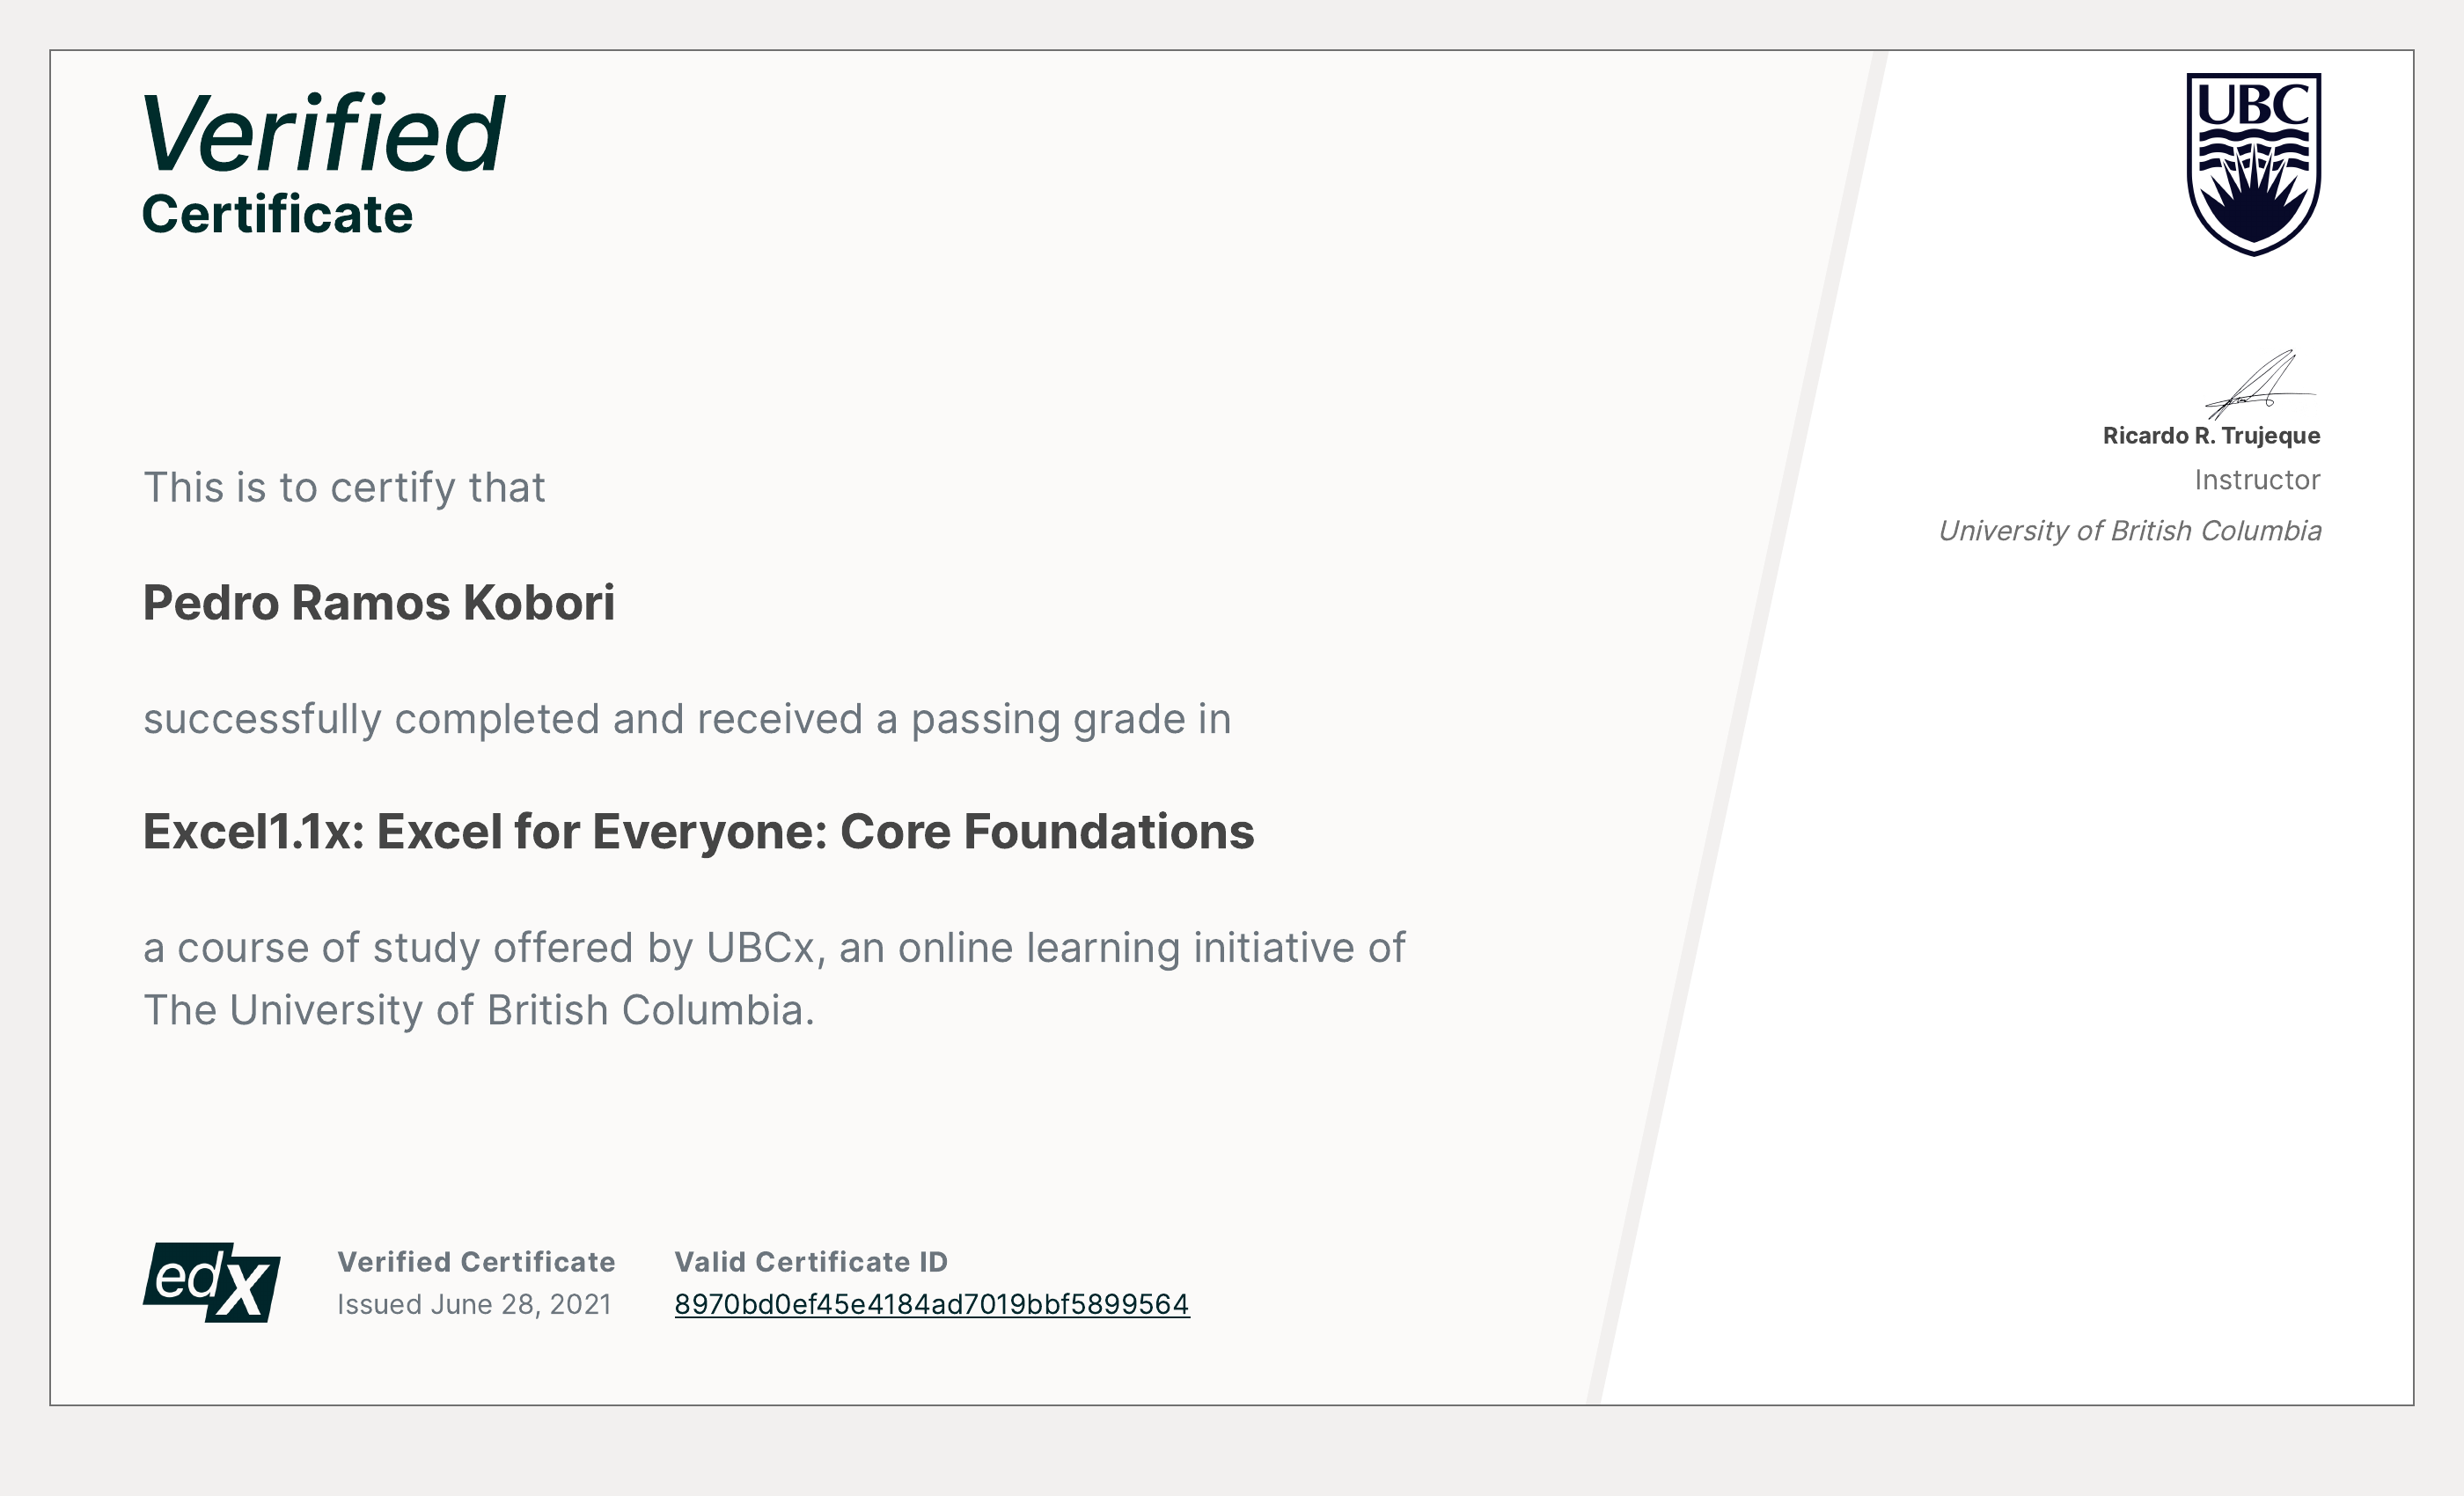 Verified
Certificate
UBC
This is to certify that
Pedro Ramos Kobori
successfully completed and received a passing grade in
Excel1.1x: Excel for Everyone: Core Foundations
a course of study offered by UBCx, an online learning initiative of
The University of British Columbia.
Ricardo R. Trujeque
Instructor
University of British Columbia
edX
Verified Certificate
Issued June 28, 2021
Valid Certificate ID
8970bd0ef45e4184ad7019bbf5899564